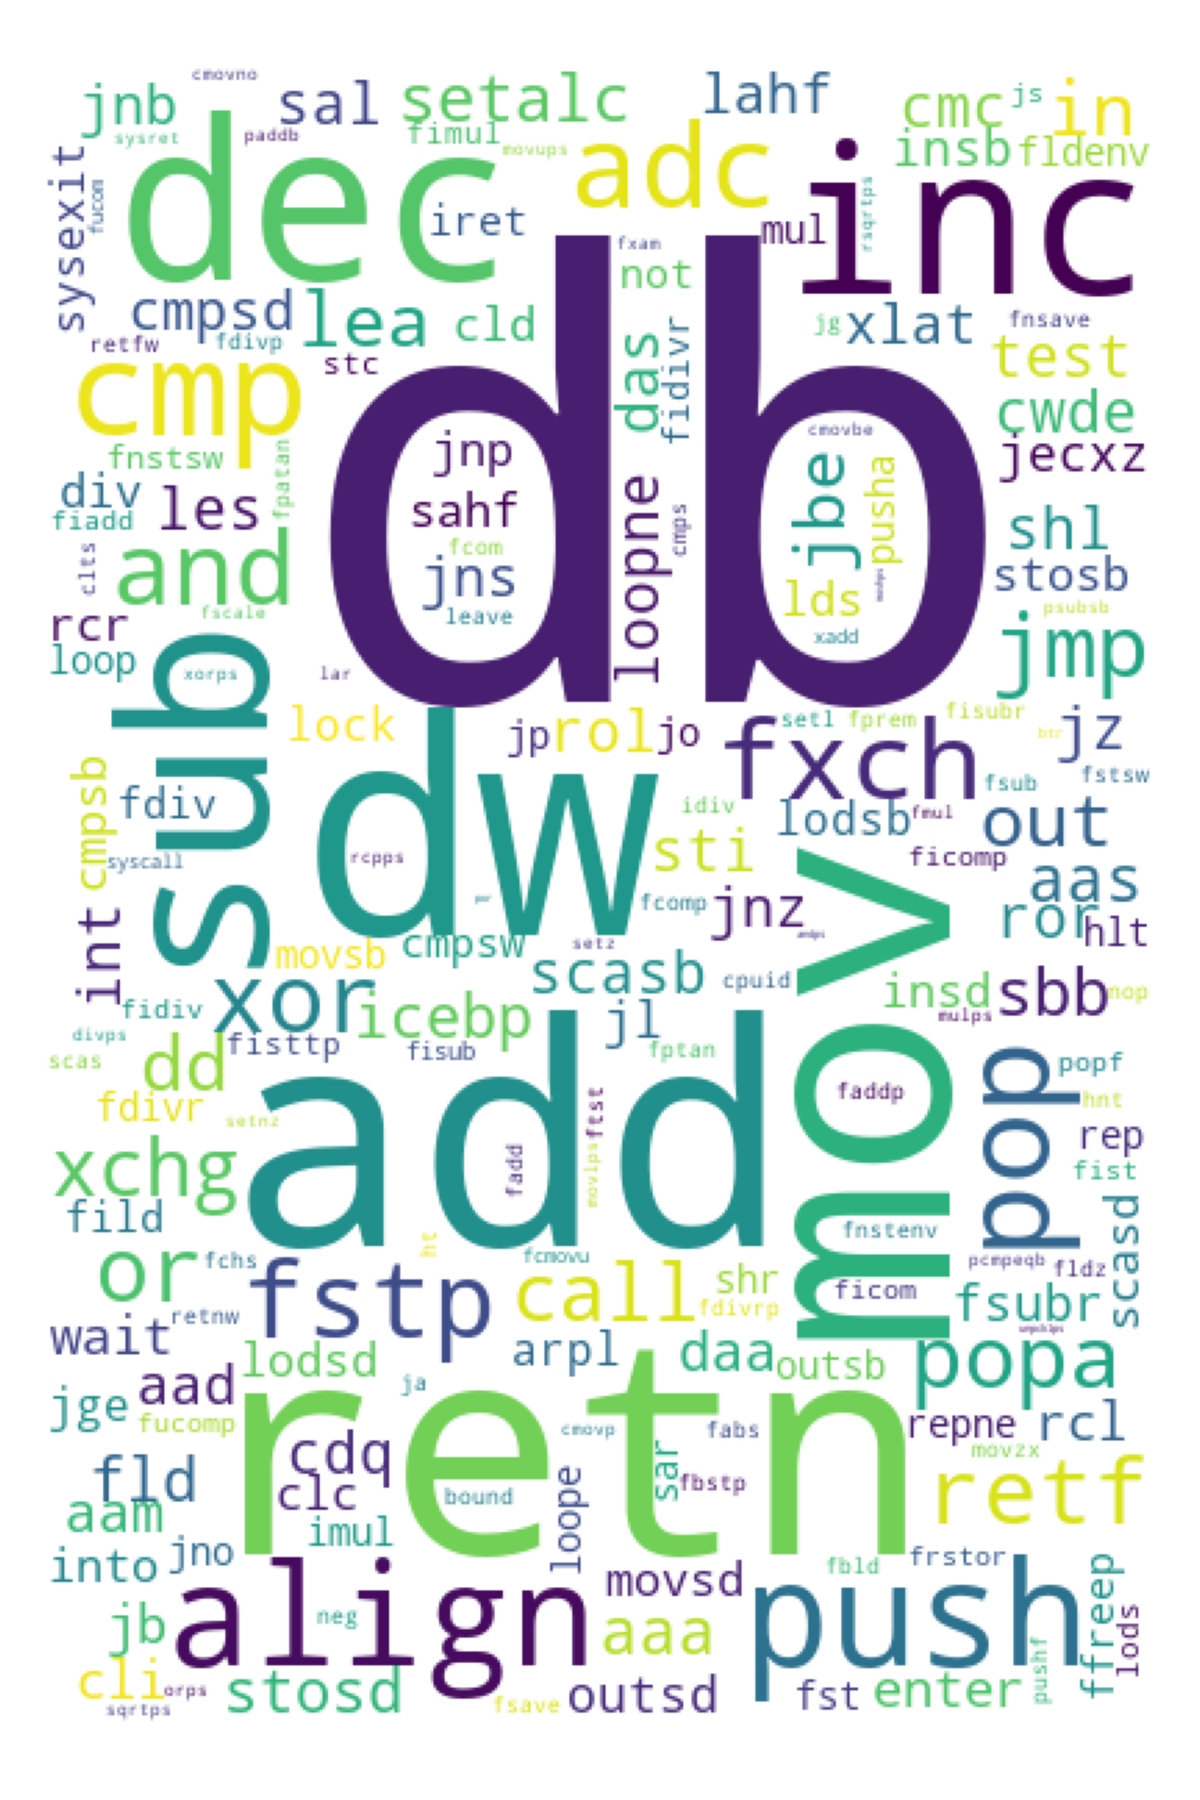 cmovno
jnb
sal
setalc
lahf
cmc
js
in
sysret
paddb
fimul
movups
insb
fldenv
dec
adc
inc
sysexit
fucom
iret
mul
rsqrtps
fxam
not
db
cmpsd
lea
cld
das
fidivr
jg
xlat
fnsave
retfw
fdivp
stc
test
cmp
cwde
cmovbe
jnp
jecxz
fnstsw
fpatan
jbe
pusha
div
les
sahf
loopne
cmps
fiadd
shl
and
fcom
clts
jns
stosb
lds
fscale
leave
psubsb
rcr
xadd
jmp
loop
sub
xorps
lar
lock
jp
rol
jo
setl
fprem
fisubr
btr
jz
dw
fxch
fsub
fstsw
cmpsb
fdiv
idiv
lodsb
fmul
out
syscall
rcpps
sti
ficomp
mov
aas
fcomp
jnz
ror
hlt
int
movsb
cmpsw
setz
scasb
cpuid
insd
sbb
nop
fidiv
xor
icebp
jl
mulps
divps
fisttp
fisub
fptan
scas
dd
add
popf
pop
faddp
fdivr
setnz
ftst
hnt
rep
xchg
fadd
movlps
fist
fild
scasd
fnstenv
or
fchs
ht
fcmovu
pcmpeqb
fldz
fstp
call
shr
ficom
fsubr
retnw
fdivrp
wait
lodsd
arpl
daa
outsb
popa
aad
ja
jge
retn
fucomp
cmovp
fabs
repne
rcl
cdq
movzx
fld
sar
fbstp
retf
clc
bound
loope
aam
imul
into
jno
fbld
frstor
align
movsd
push
ffreep
lods
jb
neg
aaa
pushf
cli
orps
stosd
fsave
outsd
fst
enter
sqrtps